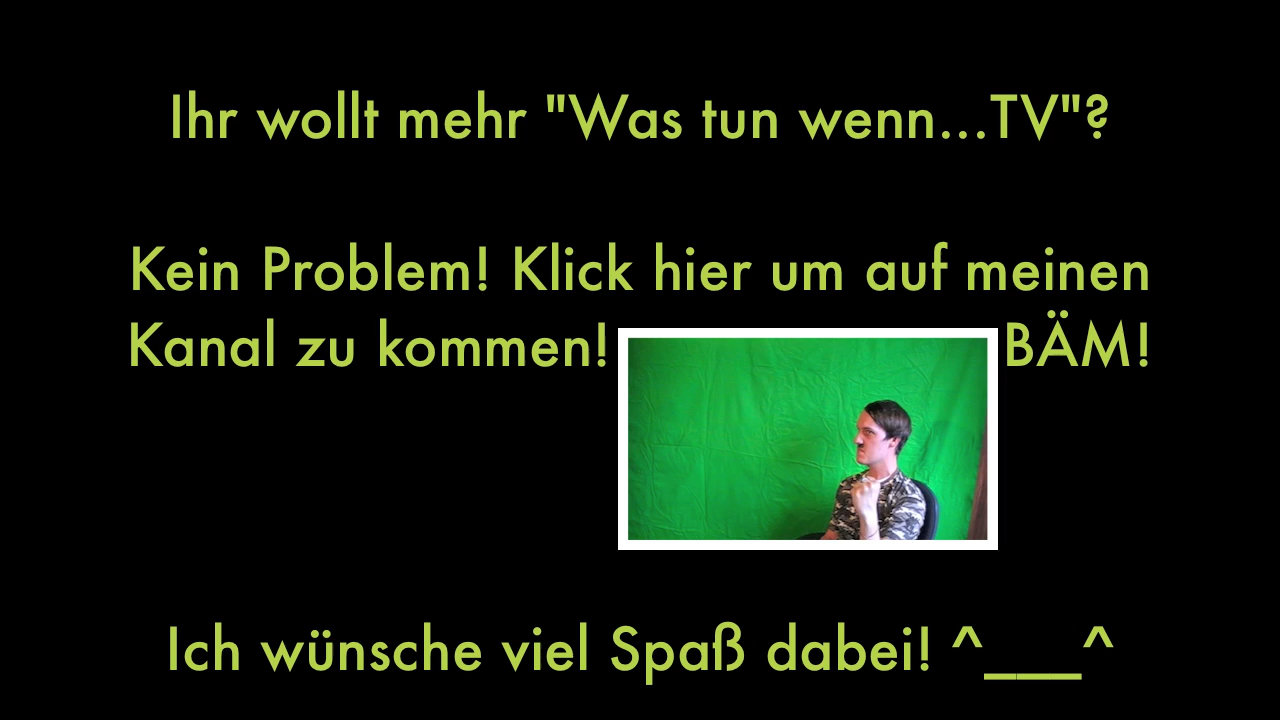 Ihr wollt mehr "Was tun wenn...TV"?
Kein Problem! Klick hier um auf meinen
Kanal zu kommen! BÄM!
Ich wünsche viel Spaß dabei! ^___^